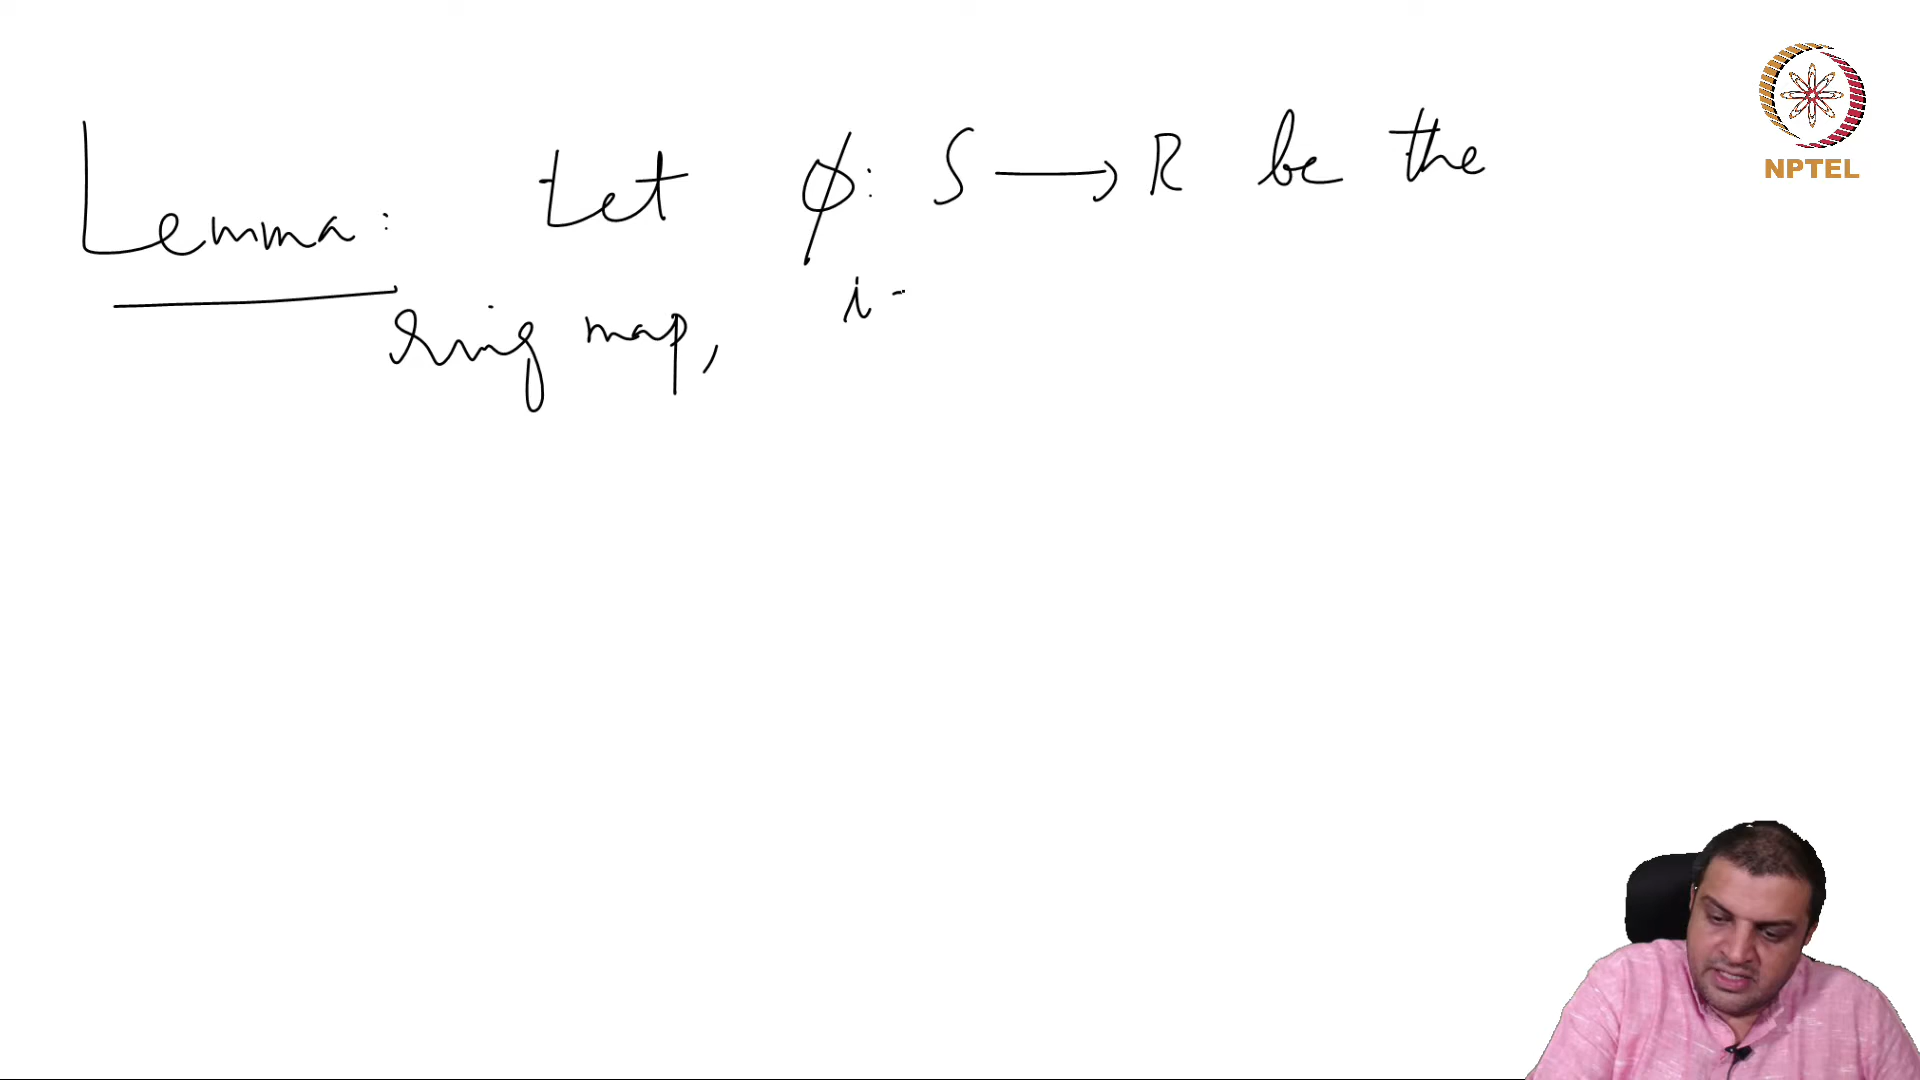 Lemma: Let φ: S ⟶ R be the
ring map, i
NPTEL